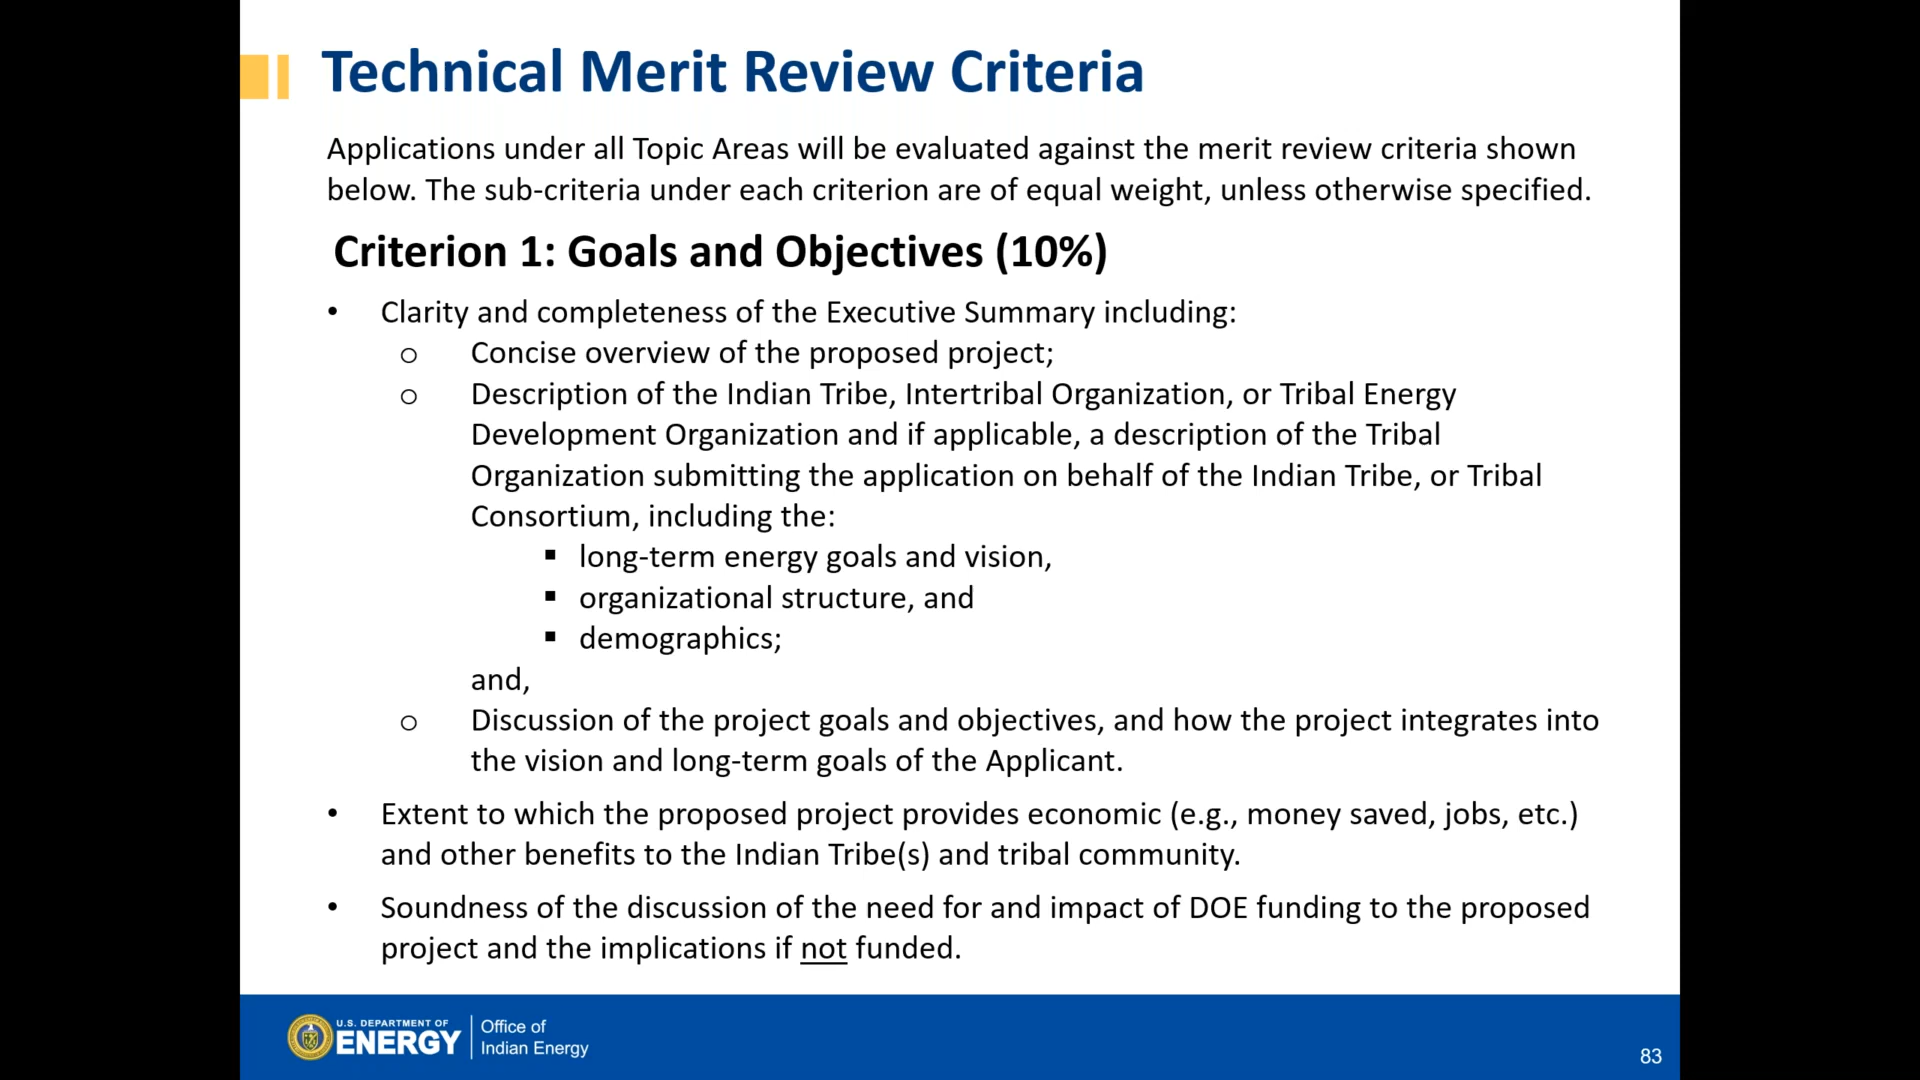 Technical Merit Review Criteria
Applications under all Topic Areas will be evaluated against the merit review criteria shown
below. The sub-criteria under each criterion are of equal weight, unless otherwise specified.
Criterion 1: Goals and Objectives (10%)
• Clarity and completeness of the Executive Summary including:
o Concise overview of the proposed project;
o Description of the Indian Tribe, Intertribal Organization, or Tribal Energy
Development Organization and if applicable, a description of the Tribal
Organization submitting the application on behalf of the Indian Tribe, or Tribal
Consortium, including the:
▪ long-term energy goals and vision,
▪ organizational structure, and
▪ demographics;
and,
o Discussion of the project goals and objectives, and how the project integrates into
the vision and long-term goals of the Applicant.
• Extent to which the proposed project provides economic (e.g., money saved, jobs, etc.)
and other benefits to the Indian Tribe(s) and tribal community.
• Soundness of the discussion of the need for and impact of DOE funding to the proposed
project and the implications if not funded.
U.S. DEPARTMENT OF
ENERGY
Office of
Indian Energy
83